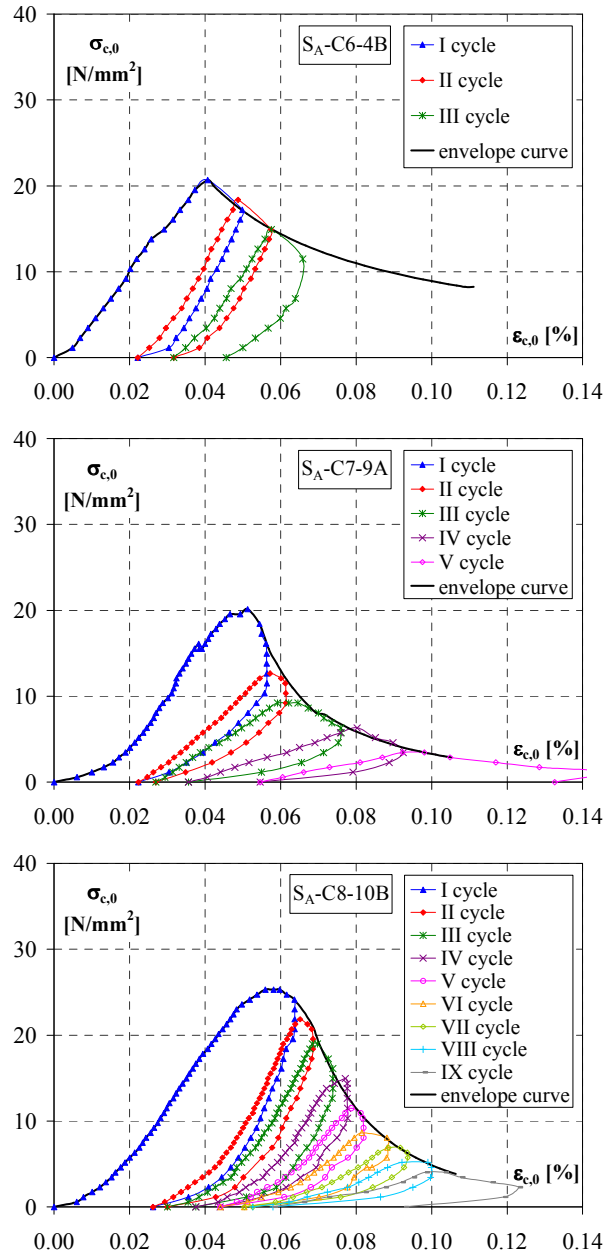 σc,0
[N/mm²]
SA-C6-4B
I cycle
II cycle
III cycle
envelope curve
40
30
20
10
0
εc,0 [%]
0.00 0.02 0.04 0.06 0.08 0.10 0.12 0.14
σc,0
[N/mm²]
SA-C7-9A
I cycle
II cycle
III cycle
IV cycle
V cycle
envelope curve
40
30
20
10
0
εc,0 [%]
0.00 0.02 0.04 0.06 0.08 0.10 0.12 0.14
σc,0
[N/mm²]
SA-C8-10B
I cycle
II cycle
III cycle
IV cycle
V cycle
VI cycle
VII cycle
VIII cycle
IX cycle
envelope curve
40
30
20
10
0
εc,0 [%]
0.00 0.02 0.04 0.06 0.08 0.10 0.12 0.14